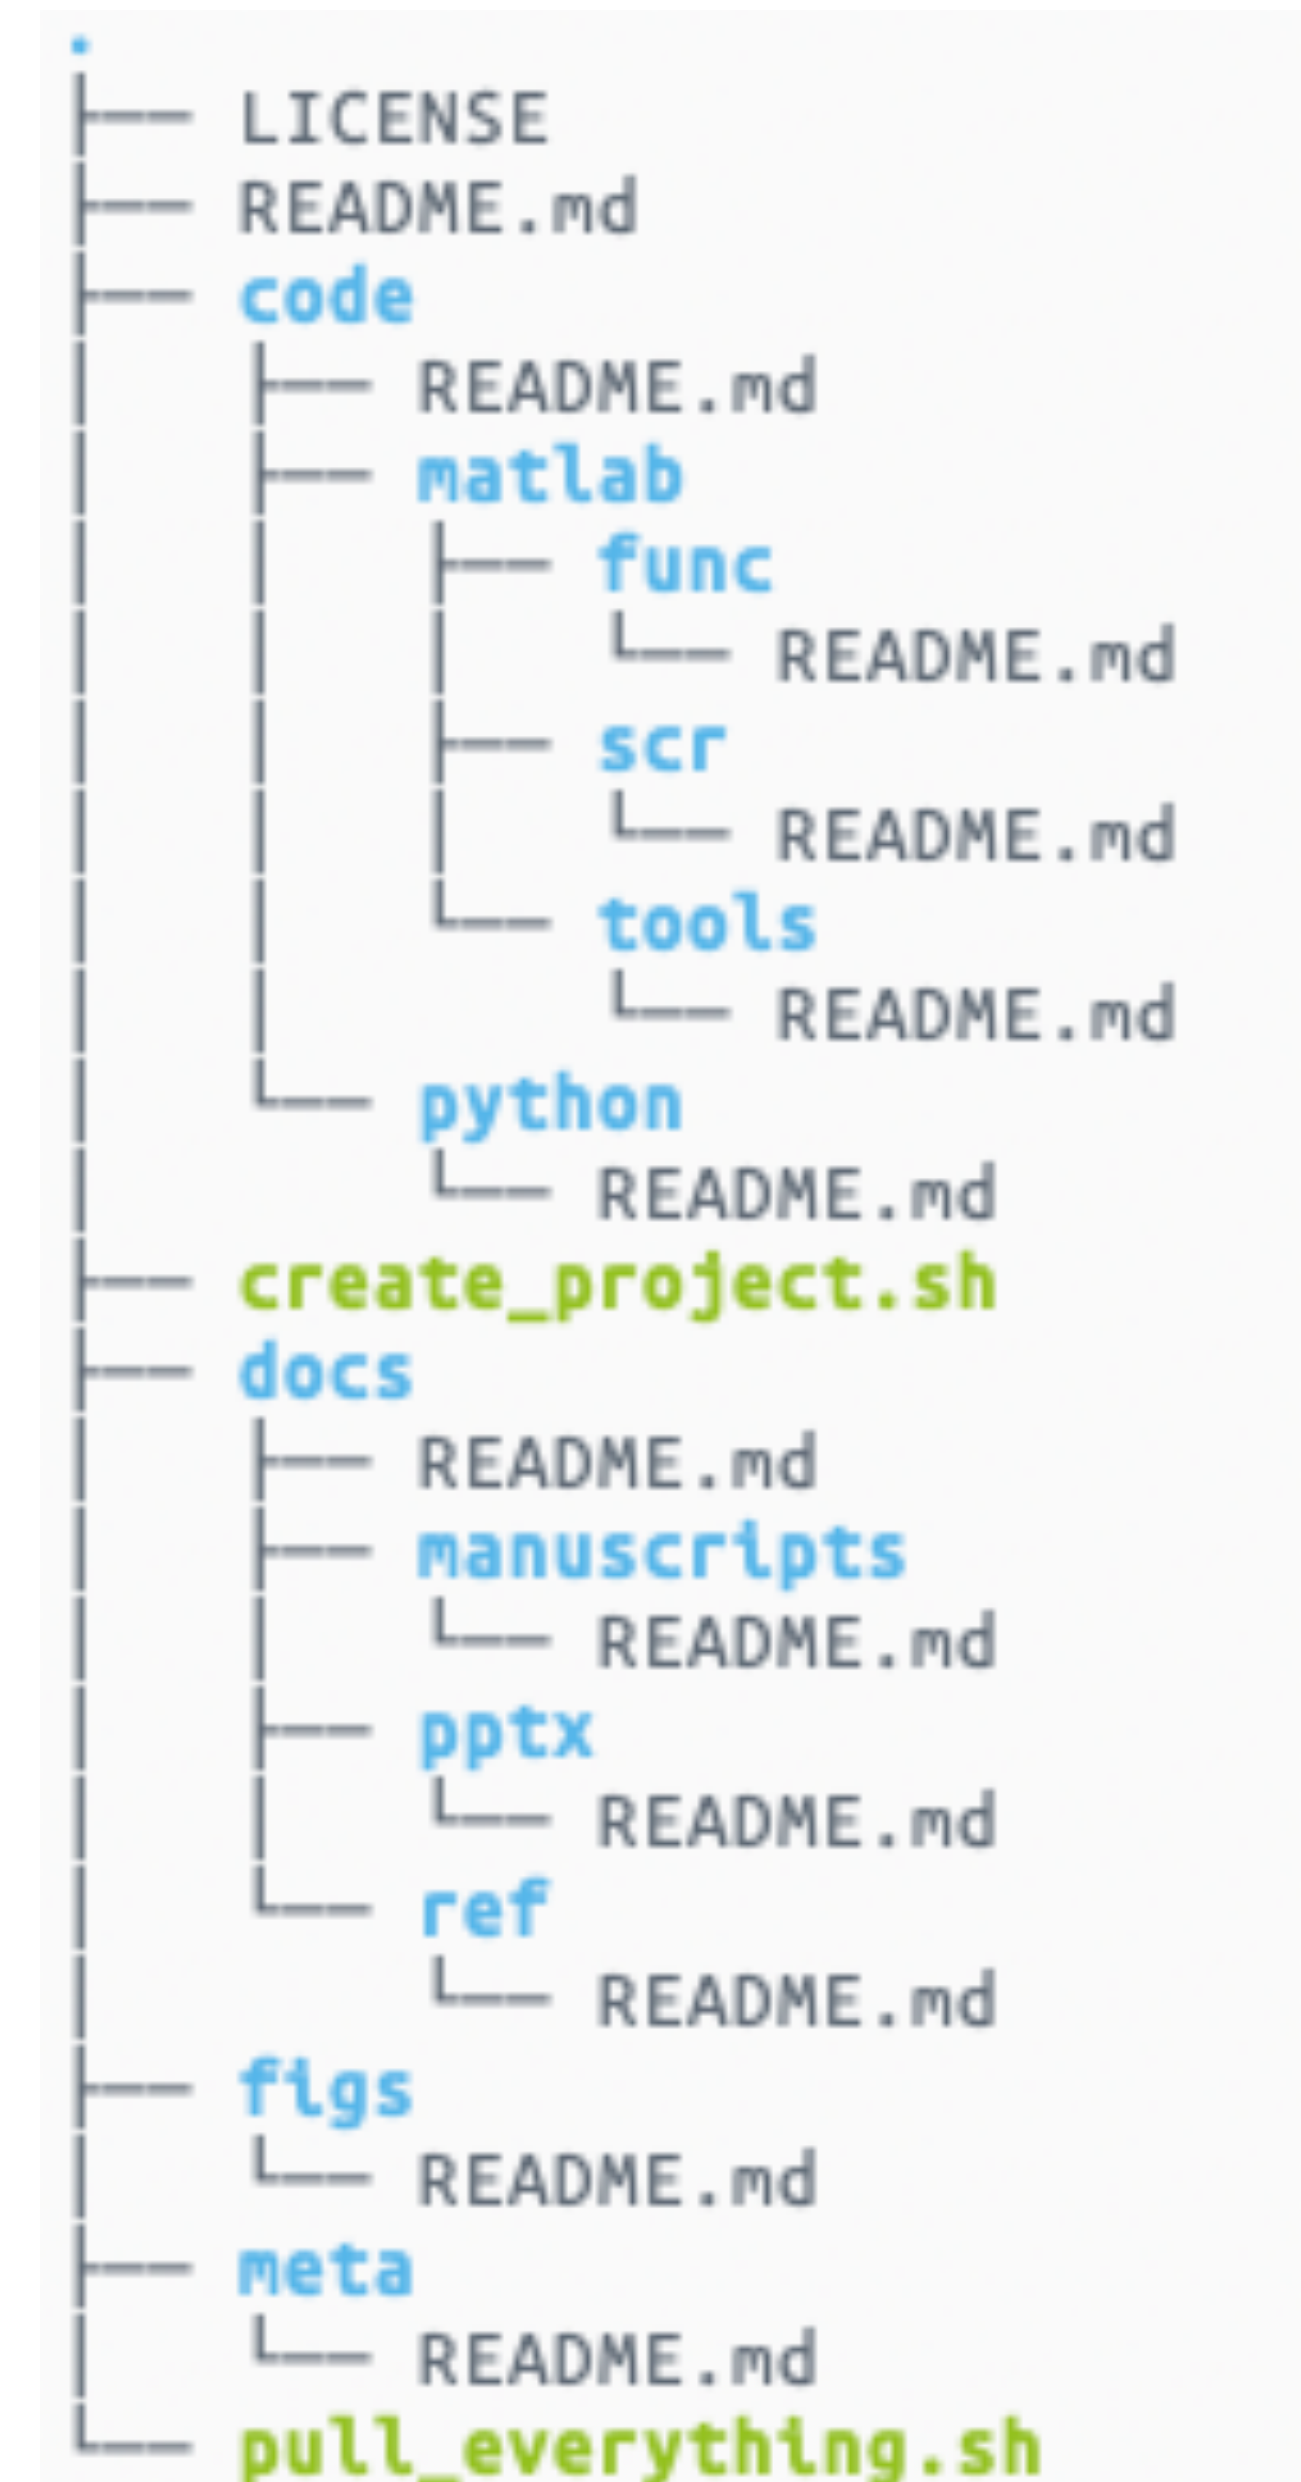 .
├── LICENSE
├── README.md
├── code
│   ├── README.md
│   ├── matlab
│   │   ├── func
│   │   │   └── README.md
│   │   ├── scr
│   │   │   └── README.md
│   │   └── tools
│   │       └── README.md
│   └── python
│       └── README.md
├── create_project.sh
├── docs
│   ├── README.md
│   ├── manuscripts
│   │   └── README.md
│   ├── pptx
│   │   └── README.md
│   └── ref
│       └── README.md
├── figs
│   └── README.md
├── meta
│   └── README.md
└── pull_everything.sh